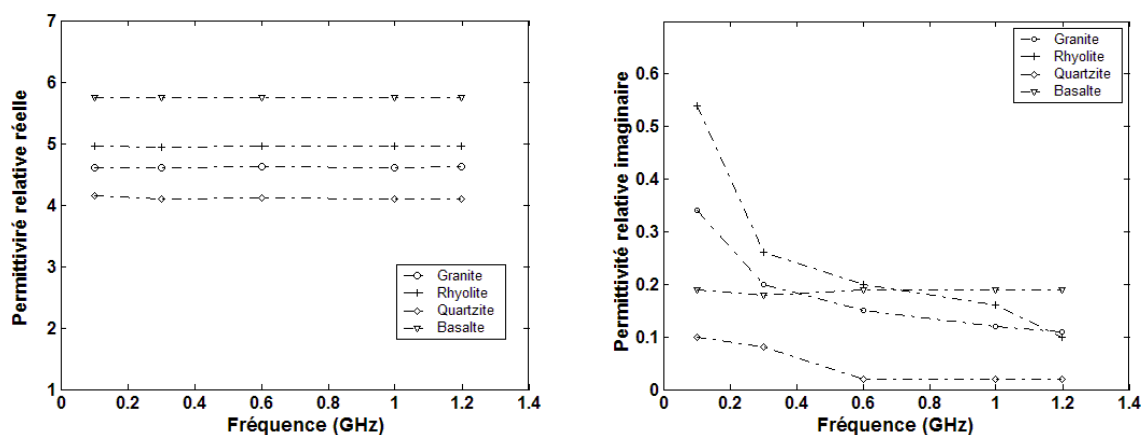 Permittiviré relative réelle
7
6
5
4
3
2
1
0
0.2
0.4
0.6
0.8
1
1.2
1.4
Fréquence (GHz)
Granite
Rhyolite
Quartzite
Basalte
Permittivité relative imaginaire
0.6
0.5
0.4
0.3
0.2
0.1
0
0
0.2
0.4
0.6
0.8
1
1.2
1.4
Fréquence (GHz)
Granite
Rhyolite
Quartzite
Basalte